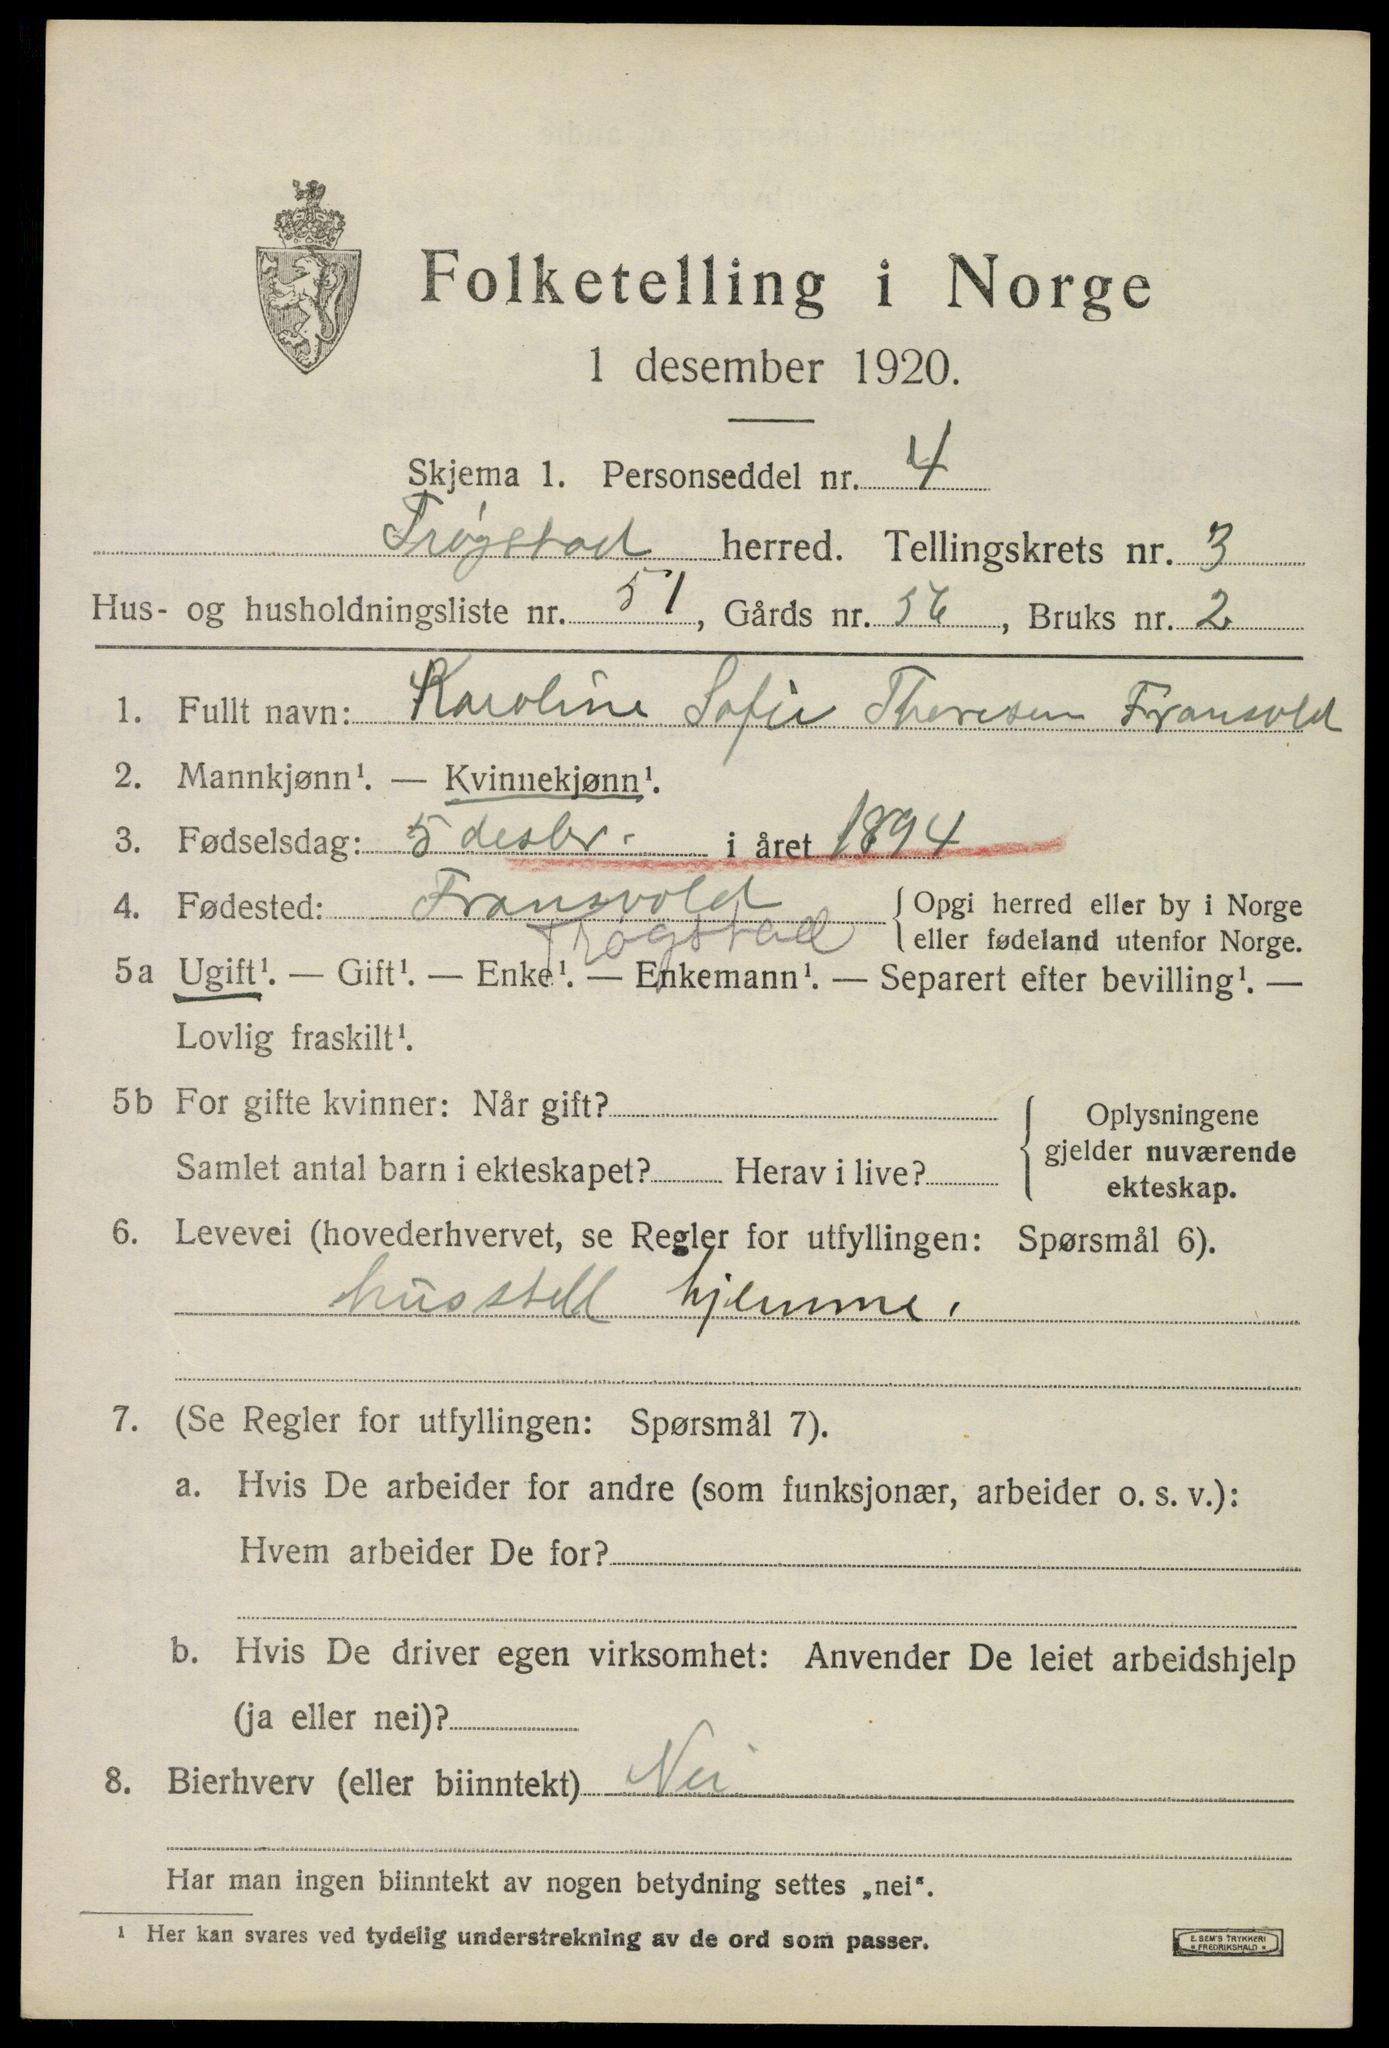 Folketelling i Norge
1 desember 1920.
Skjema 1. Personseddel nr. 4
Trøgstad herred. Tellingskrets nr. 3
Hus- og husholdningsliste nr. 51, Gårds nr. 56, Bruks nr. 2
1. Fullt navn: Karoline Sofie Theresen Fransvold
2. Mannkjønn¹. — Kvinnekjønn¹.
3. Fødselsdag: 5 desbr. i året 1894
4. Fødested: Fransvold { Opgi herred eller by i Norge
Trøgstad eller fødeland utenfor Norge.
5a Ugift¹. — Gift¹. — Enke¹. — Enkemann¹. — Separert efter bevilling¹. —
Lovlig fraskilt¹.
5b For gifte kvinner: Når gift? { Oplysningene
gjelder nuværende
Samlet antal barn i ekteskapet? Herav i live? ekteskap.
6. Levevei (hovederhvervet, se Regler for utfyllingen: Spørsmål 6).
husstell hjemme.
7. (Se Regler for utfyllingen: Spørsmål 7).
a. Hvis De arbeider for andre (som funksjonær, arbeider o. s. v.):
Hvem arbeider De for?
b. Hvis De driver egen virksomhet: Anvender De leiet arbeidshjelp
(ja eller nei)?
8. Bierhverv (eller biinntekt) Nei
Har man ingen biinntekt av nogen betydning settes „nei“.
¹ Her kan svares ved tydelig understrekning av de ord som passer.
E. SEM'S TRYKKERI
* FREDRIKSHALD *